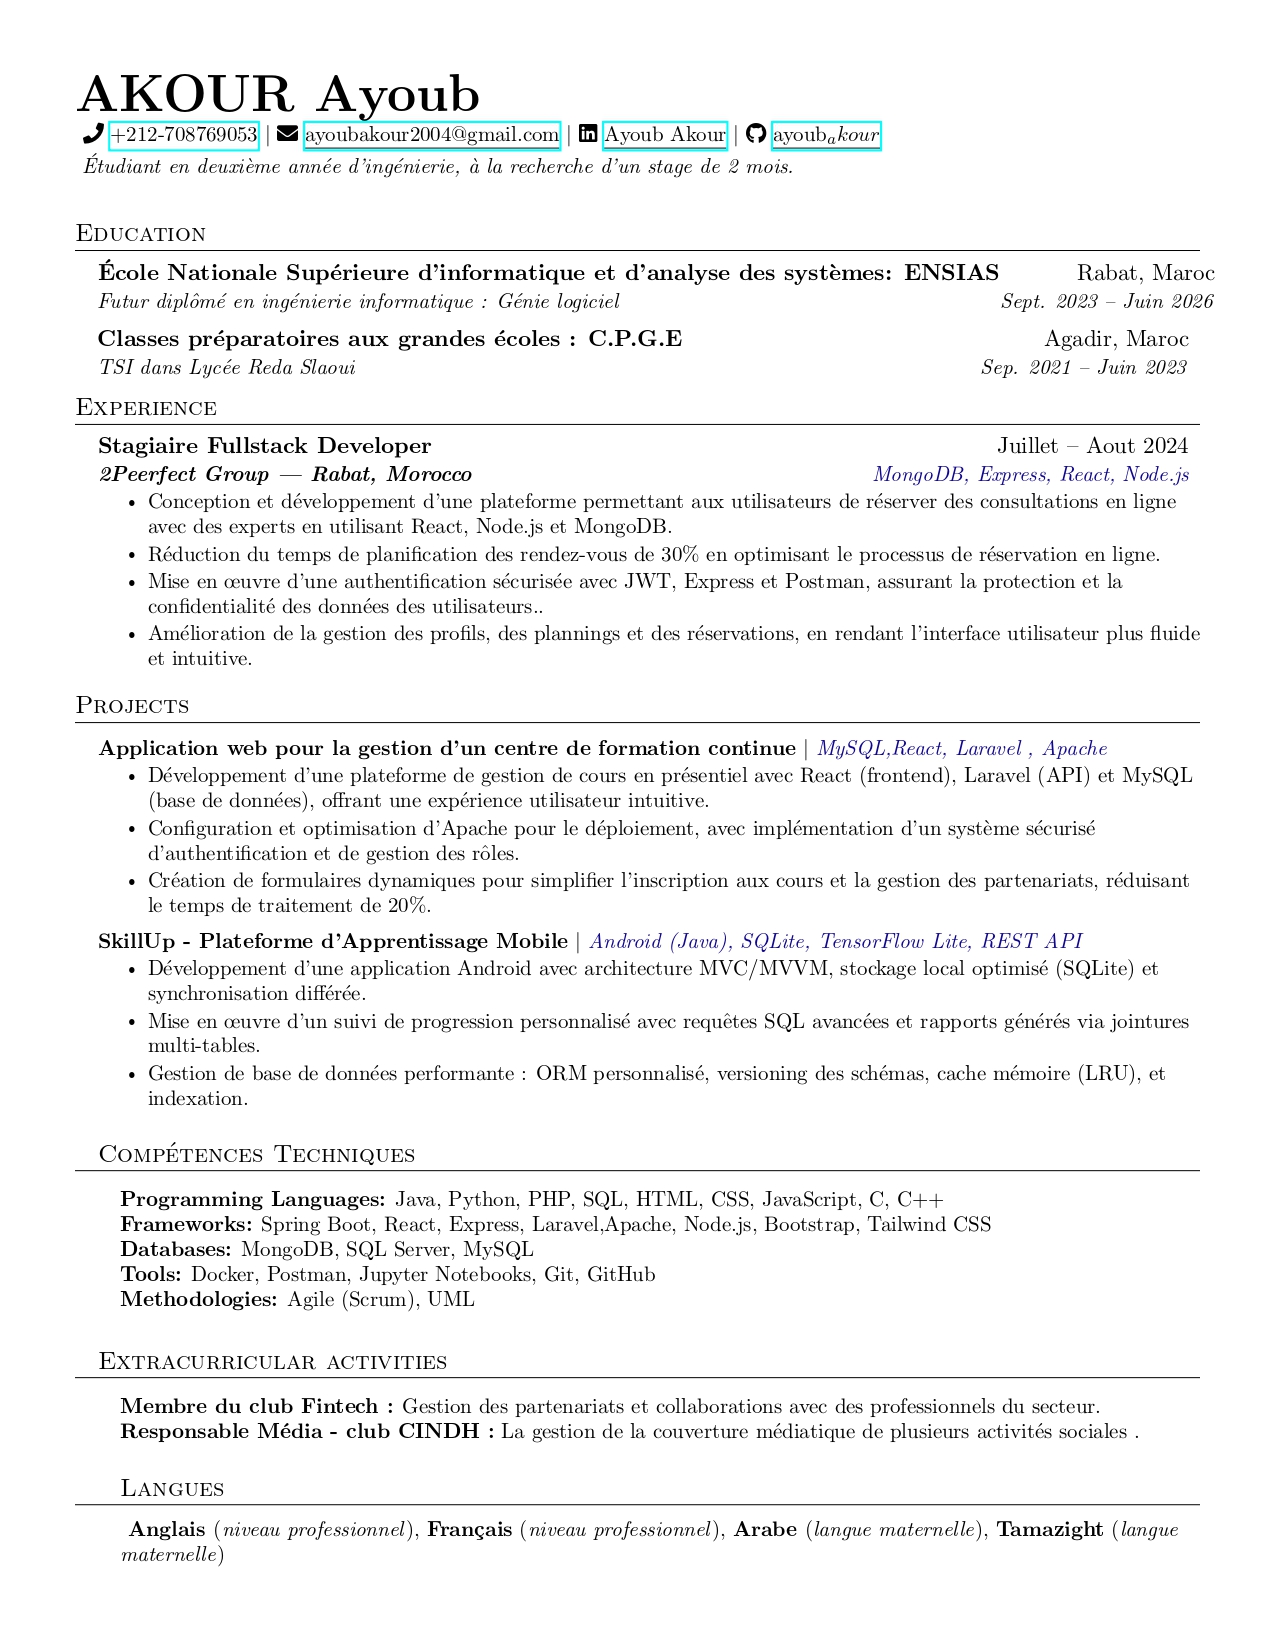 AKOUR Ayoub
+212-708769053 | ayoubakour2004@gmail.com | Ayoub Akour | ayoubₐkour
Étudiant en deuxième année d'ingénierie, à la recherche d'un stage de 2 mois.
Education
École Nationale Supérieure d'informatique et d'analyse des systèmes: ENSIAS Rabat, Maroc
Futur diplômé en ingénierie informatique : Génie logiciel Sept. 2023 – Juin 2026
Classes préparatoires aux grandes écoles : C.P.G.E Agadir, Maroc
TSI dans Lycée Reda Slaoui Sep. 2021 – Juin 2023
Experience
Stagiaire Fullstack Developer Juillet – Aout 2024
2Peerfect Group — Rabat, Morocco MongoDB, Express, React, Node.js
• Conception et développement d'une plateforme permettant aux utilisateurs de réserver des consultations en ligne
avec des experts en utilisant React, Node.js et MongoDB.
• Réduction du temps de planification des rendez-vous de 30% en optimisant le processus de réservation en ligne.
• Mise en œuvre d'une authentification sécurisée avec JWT, Express et Postman, assurant la protection et la
confidentialité des données des utilisateurs..
• Amélioration de la gestion des profils, des plannings et des réservations, en rendant l'interface utilisateur plus fluide
et intuitive.
Projects
Application web pour la gestion d'un centre de formation continue | MySQL,React, Laravel , Apache
• Développement d'une plateforme de gestion de cours en présentiel avec React (frontend), Laravel (API) et MySQL
(base de données), offrant une expérience utilisateur intuitive.
• Configuration et optimisation d'Apache pour le déploiement, avec implémentation d'un système sécurisé
d'authentification et de gestion des rôles.
• Création de formulaires dynamiques pour simplifier l'inscription aux cours et la gestion des partenariats, réduisant
le temps de traitement de 20%.
SkillUp - Plateforme d'Apprentissage Mobile | Android (Java), SQLite, TensorFlow Lite, REST API
• Développement d'une application Android avec architecture MVC/MVVM, stockage local optimisé (SQLite) et
synchronisation différée.
• Mise en œuvre d'un suivi de progression personnalisé avec requêtes SQL avancées et rapports générés via jointures
multi-tables.
• Gestion de base de données performante : ORM personnalisé, versioning des schémas, cache mémoire (LRU), et
indexation.
Compétences Techniques
Programming Languages: Java, Python, PHP, SQL, HTML, CSS, JavaScript, C, C++
Frameworks: Spring Boot, React, Express, Laravel,Apache, Node.js, Bootstrap, Tailwind CSS
Databases: MongoDB, SQL Server, MySQL
Tools: Docker, Postman, Jupyter Notebooks, Git, GitHub
Methodologies: Agile (Scrum), UML
Extracurricular activities
Membre du club Fintech : Gestion des partenariats et collaborations avec des professionnels du secteur.
Responsable Média - club CINDH : La gestion de la couverture médiatique de plusieurs activités sociales .
Langues
Anglais (niveau professionnel), Français (niveau professionnel), Arabe (langue maternelle), Tamazight (langue
maternelle)